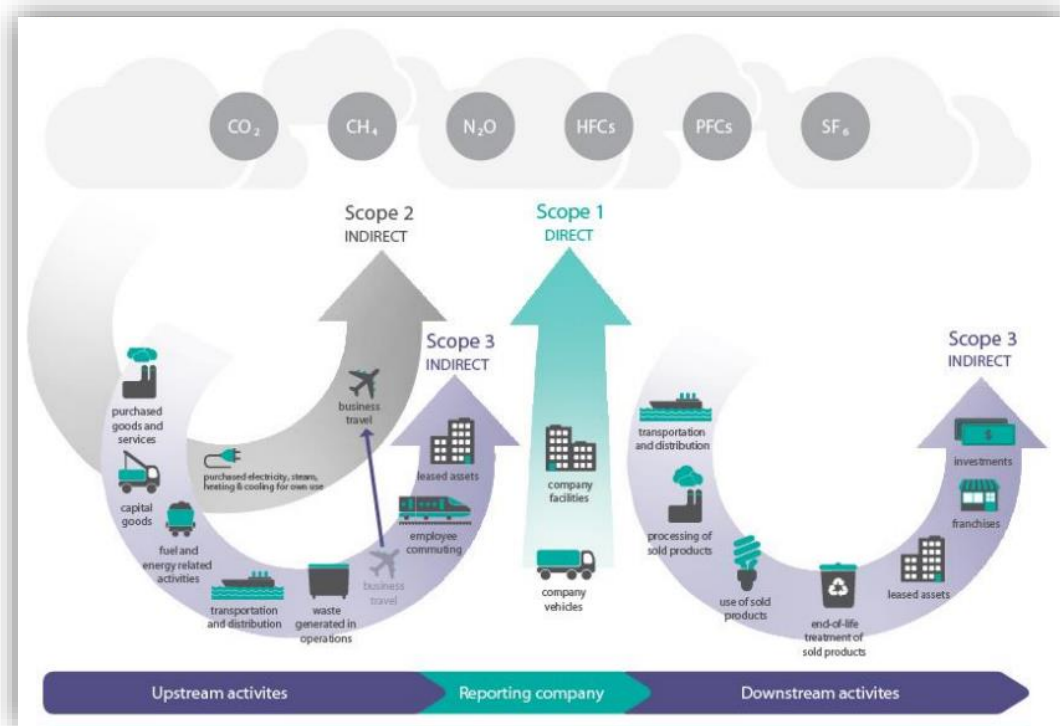 CO₂
CH₄
N₂O
HFCs
PFCs
SF₆
Scope 2
INDIRECT
Scope 1
DIRECT
Scope 3
INDIRECT
Scope 3
INDIRECT
purchased
goods and
services
capital
goods
fuel and
energy related
activities
purchased electricity, steam,
heating & cooling for own use
business
travel
transportation
and distribution
waste
generated in
operations
business
travel
employee
commuting
leased assets
company
facilities
company
vehicles
transportation
and distribution
processing of
sold products
use of sold
products
end-of-life
treatment of
sold products
leased assets
franchises
$
investments
Upstream activites
Reporting company
Downstream activites